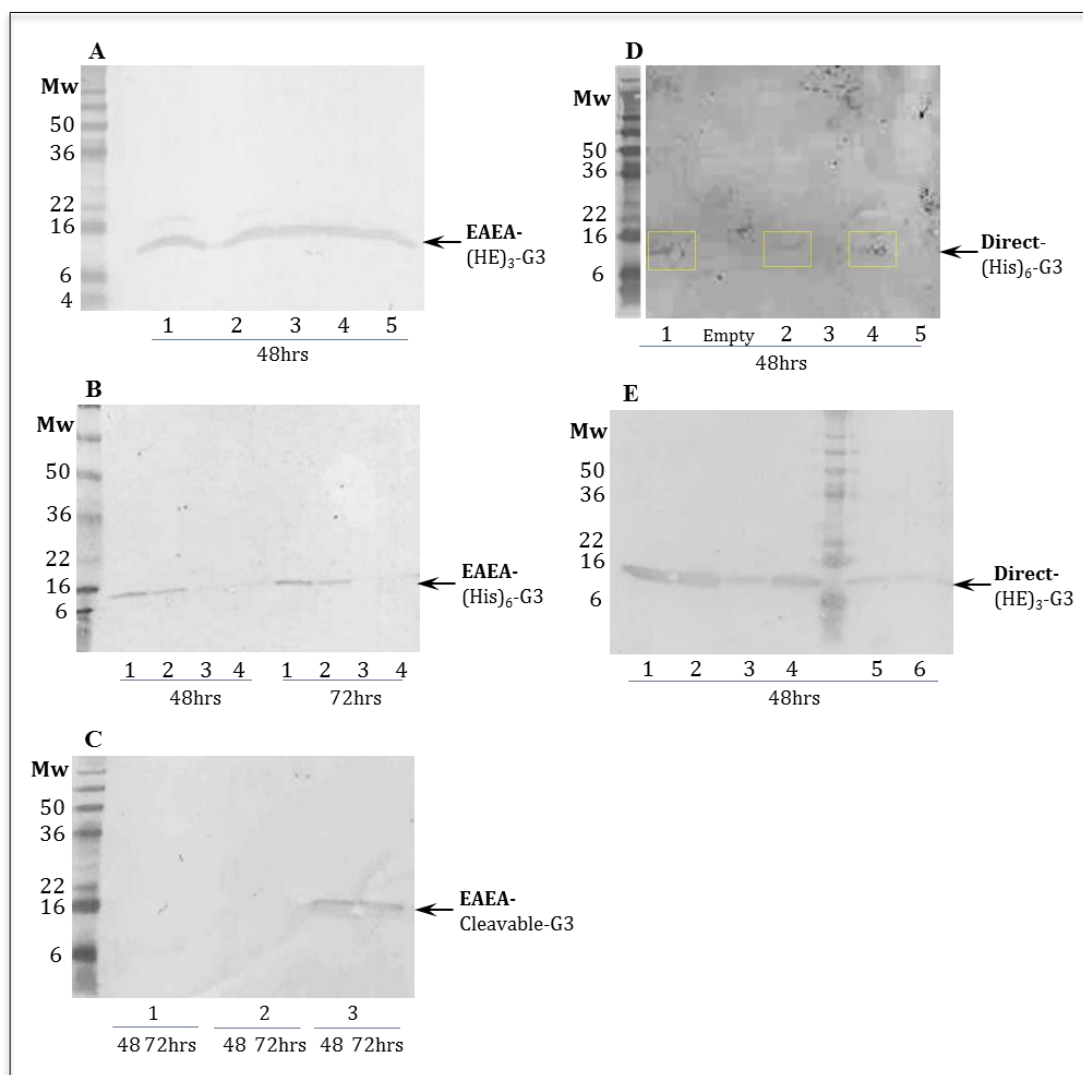 A
Mw
50
36
22
16
6
4
EAEA-
(HE)3-G3
1 2 3 4 5
48hrs
B
Mw
50
36
22
16
6
EAEA-
(His)6-G3
1 2 3 4 1 2 3 4
48hrs 72hrs
C
Mw
50
36
22
16
6
EAEA-
Cleavable-G3
1 2 3
48 72hrs 48 72hrs 48 72hrs
D
Mw
50
36
22
16
6
Direct-
(His)6-G3
1 Empty 2 3 4 5
48hrs
E
Mw
50
36
22
16
6
Direct-
(HE)3-G3
1 2 3 4 5 6
48hrs